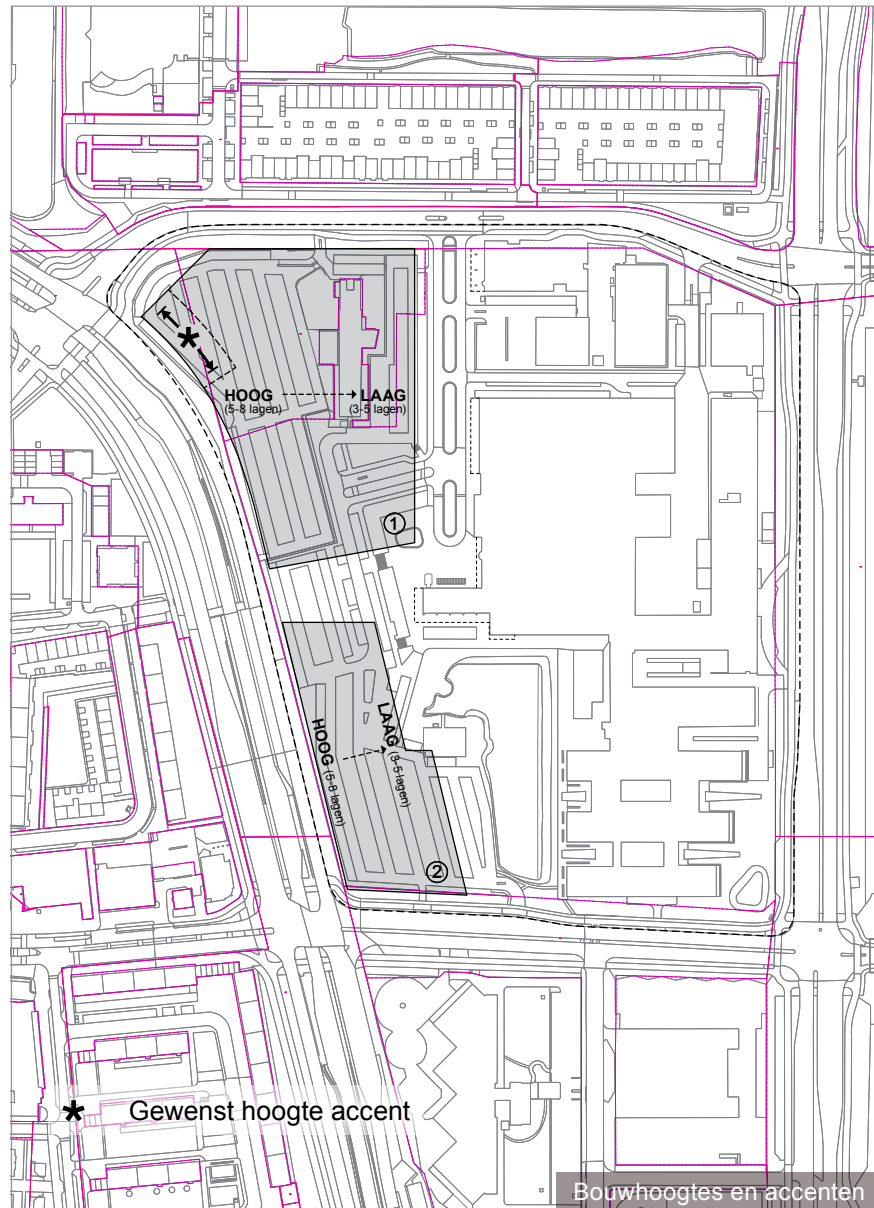 HOOG LAAG
(5-8 lagen) (3-5 lagen)
1
HOOG (5-8 lagen)
LAAG (3-5 lagen)
2
* Gewenst hoogte accent
Bouwhoogtes en accenten